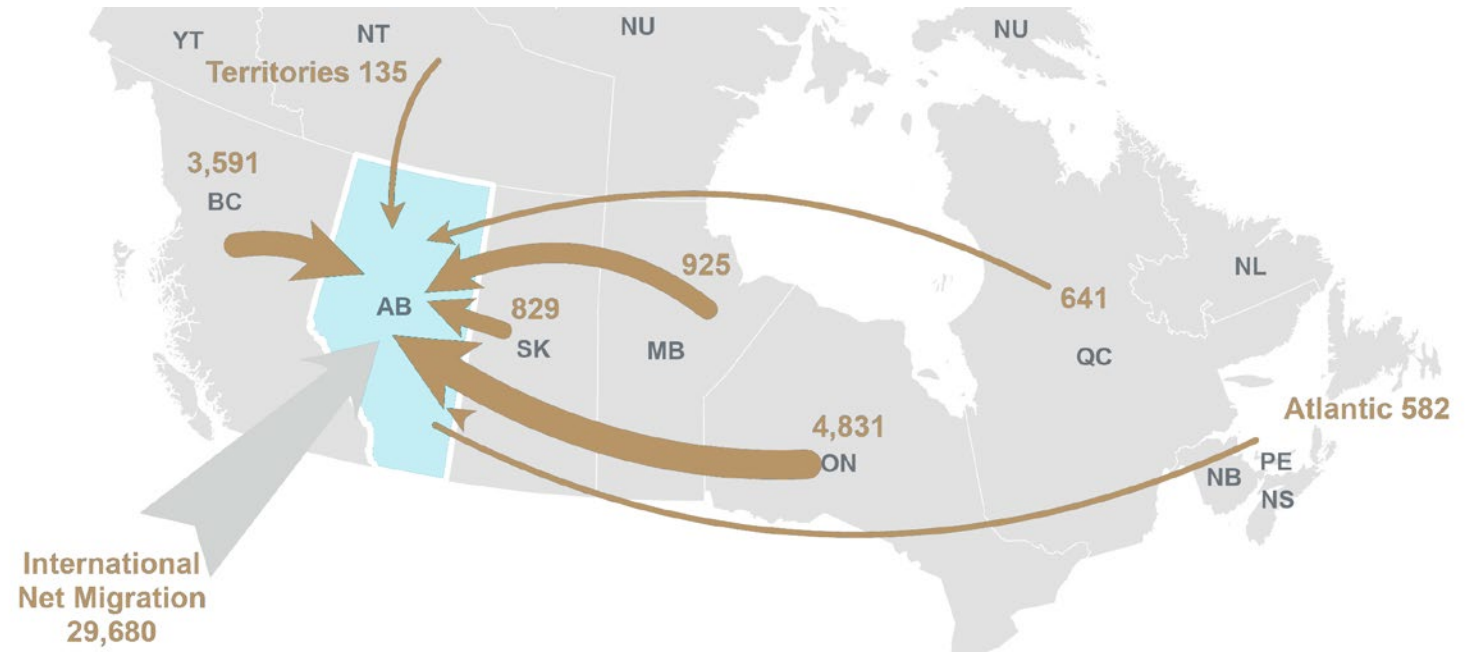 YT
NT
NU
NU
Territories 135
3,591
BC
AB
829
SK
925
MB
641
NL
QC
Atlantic 582
4,831
ON
NB
PE
NS
International
Net Migration
29,680